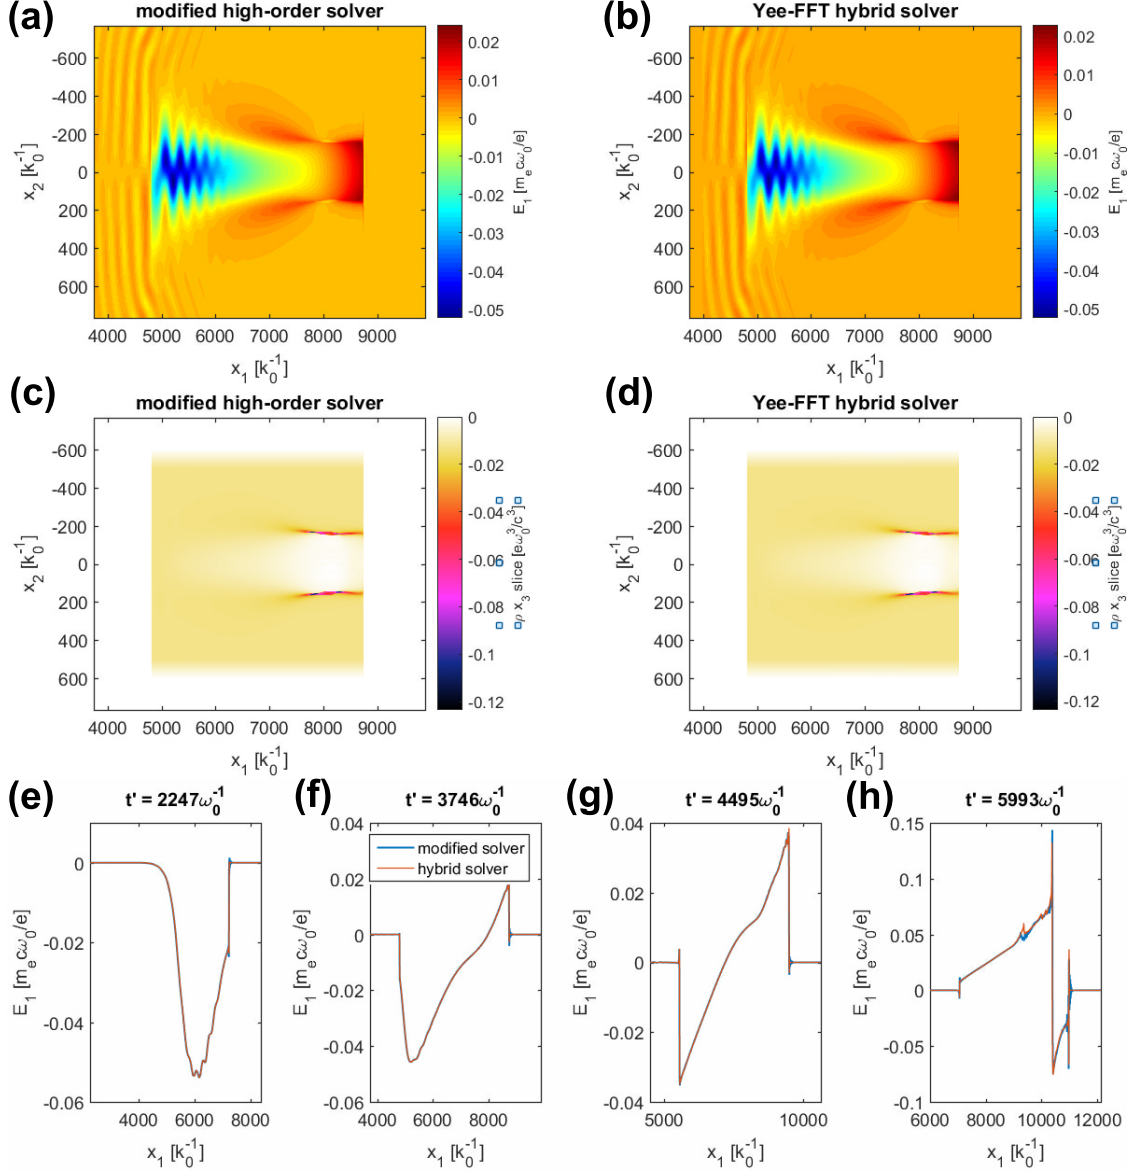 (a)
modified high-order solver
-600
-400
-200
0
200
400
600
x2 [k0^-1]
4000 5000 6000 7000 8000 9000
x1 [k0^-1]
0.02
0.01
0
-0.01
-0.02
-0.03
-0.04
-0.05
E1 [me cω0/e]
(b)
Yee-FFT hybrid solver
-600
-400
-200
0
200
400
600
x2 [k0^-1]
4000 5000 6000 7000 8000 9000
x1 [k0^-1]
0.02
0.01
0
-0.01
-0.02
-0.03
-0.04
-0.05
E1 [me cω0/e]
(c)
modified high-order solver
-600
-400
-200
0
200
400
600
x2 [k0^-1]
4000 5000 6000 7000 8000 9000
x1 [k0^-1]
0
-0.02
-0.04
-0.06
-0.08
-0.1
-0.12
ρ x3 slice [eω0^3/c^3]
(d)
Yee-FFT hybrid solver
-600
-400
-200
0
200
400
600
x2 [k0^-1]
4000 5000 6000 7000 8000 9000
x1 [k0^-1]
0
-0.02
-0.04
-0.06
-0.08
-0.1
-0.12
ρ x3 slice [eω0^3/c^3]
(e)
t' = 2247ω0^-1
0
-0.02
-0.04
-0.06
E1 [me cω0/e]
4000 6000 8000
x1 [k0^-1]
(f)
t' = 3746ω0^-1
0.04
modified solver
hybrid solver
0.02
0
-0.02
-0.04
-0.06
E1 [me cω0/e]
4000 6000 8000
x1 [k0^-1]
(g)
t' = 4495ω0^-1
0.04
0.02
0
-0.02
-0.04
E1 [me cω0/e]
5000 10000
x1 [k0^-1]
(h)
t' = 5993ω0^-1
0.15
0.1
0.05
0
-0.05
-0.1
E1 [me cω0/e]
6000 8000 10000 12000
x1 [k0^-1]